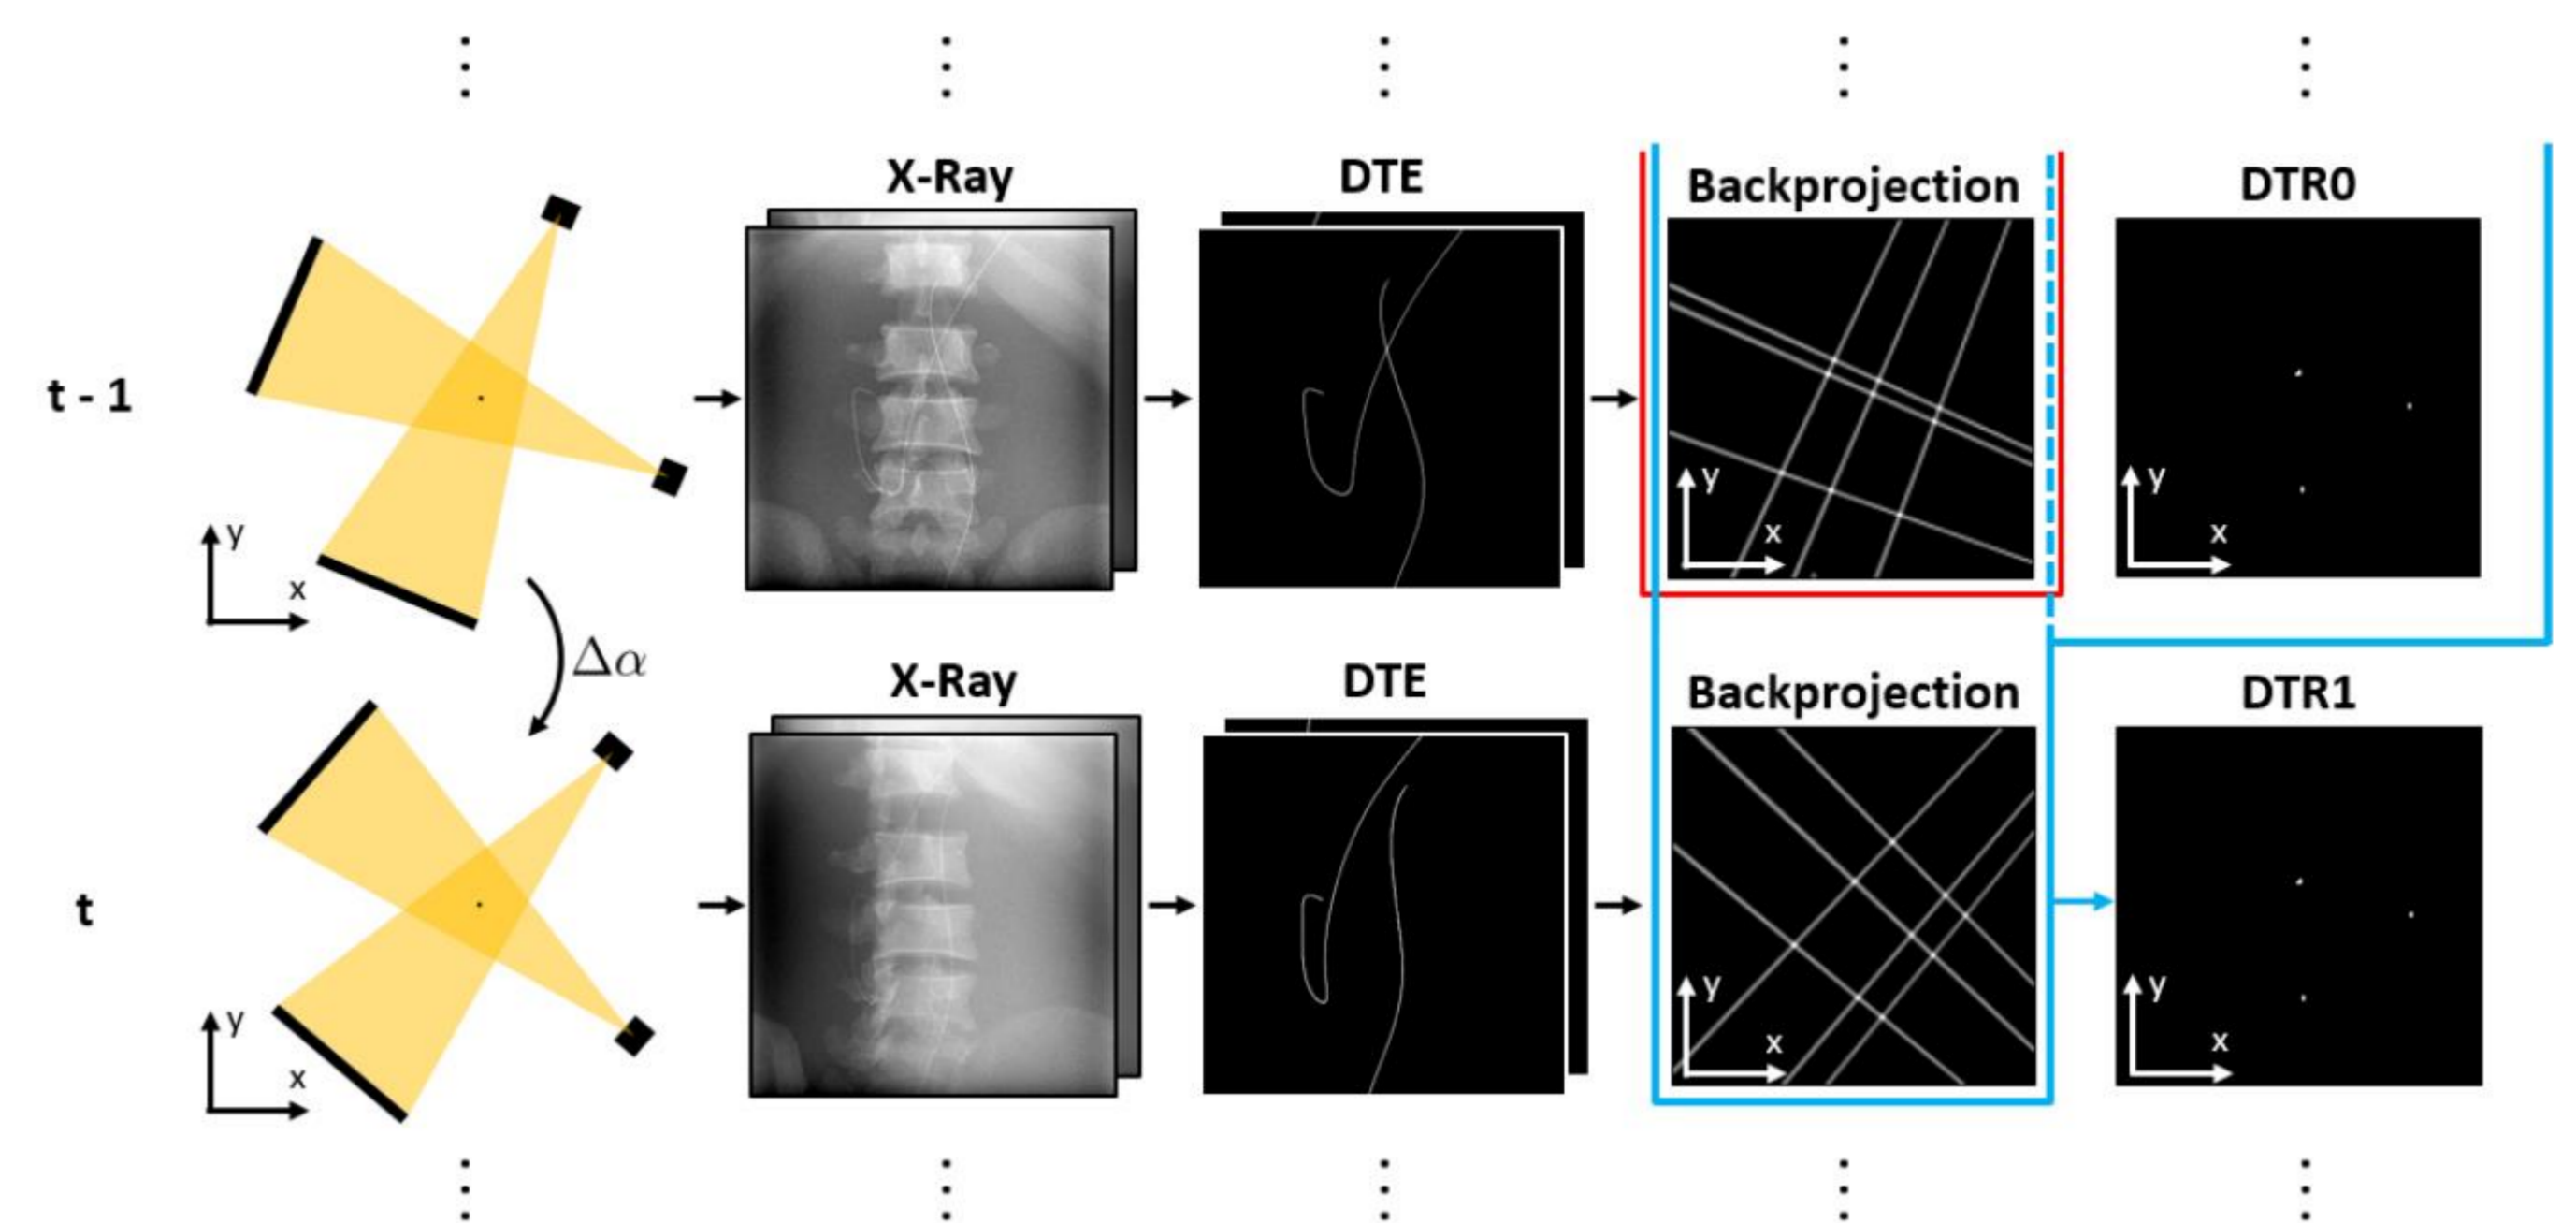 X-Ray
DTE
Backprojection
DTR0
t - 1
y
x
y
x
y
x
Δα
X-Ray
DTE
Backprojection
DTR1
t
y
x
y
x
y
x